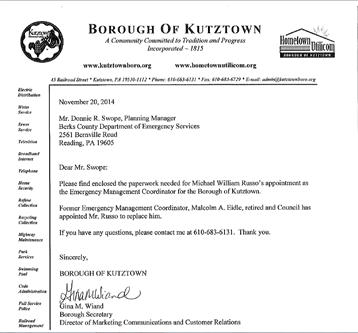 Kutztown
BOROUGH OF KUTZTOWN
A Community Committed to Tradition and Progress
Incorporated ~ 1815
Hometown
Utilicom
www.kutztownboro.org www.hometownutilicom.org
45 Railroad Street * Kutztown, PA 19530-1112 * Phone: 610-683-6131 * Fax: 610-683-6729 * E-mail: admin@kutztownboro.org
Electric
Distribution
Water
Service
Sewer
Service
Television
Broadband
Internet
Telephone
Home
Security
Refuse
Collection
Recycling
Collection
Highway
Maintenance
Park
Services
Swimming
Pool
Code
Administration
Full Service
Police
Railroad
Management
November 20, 2014
Mr. Donnie R. Swope, Planning Manager
Berks County Department of Emergency Services
2561 Bernville Road
Reading, PA 19605
Dear Mr. Swope:
Please find enclosed the paperwork needed for Michael William Russo's appointment as
the Emergency Management Coordinator for the Borough of Kutztown.
Former Emergency Management Coordinator, Malcolm A. Eidle, retired and Council has
appointed Mr. Russo to replace him.
If you have any questions, please contact me at 610-683-6131. Thank you.
Sincerely,
BOROUGH OF KUTZTOWN
Gina M. Wiand
Gina M. Wiand
Borough Secretary
Director of Marketing Communications and Customer Relations